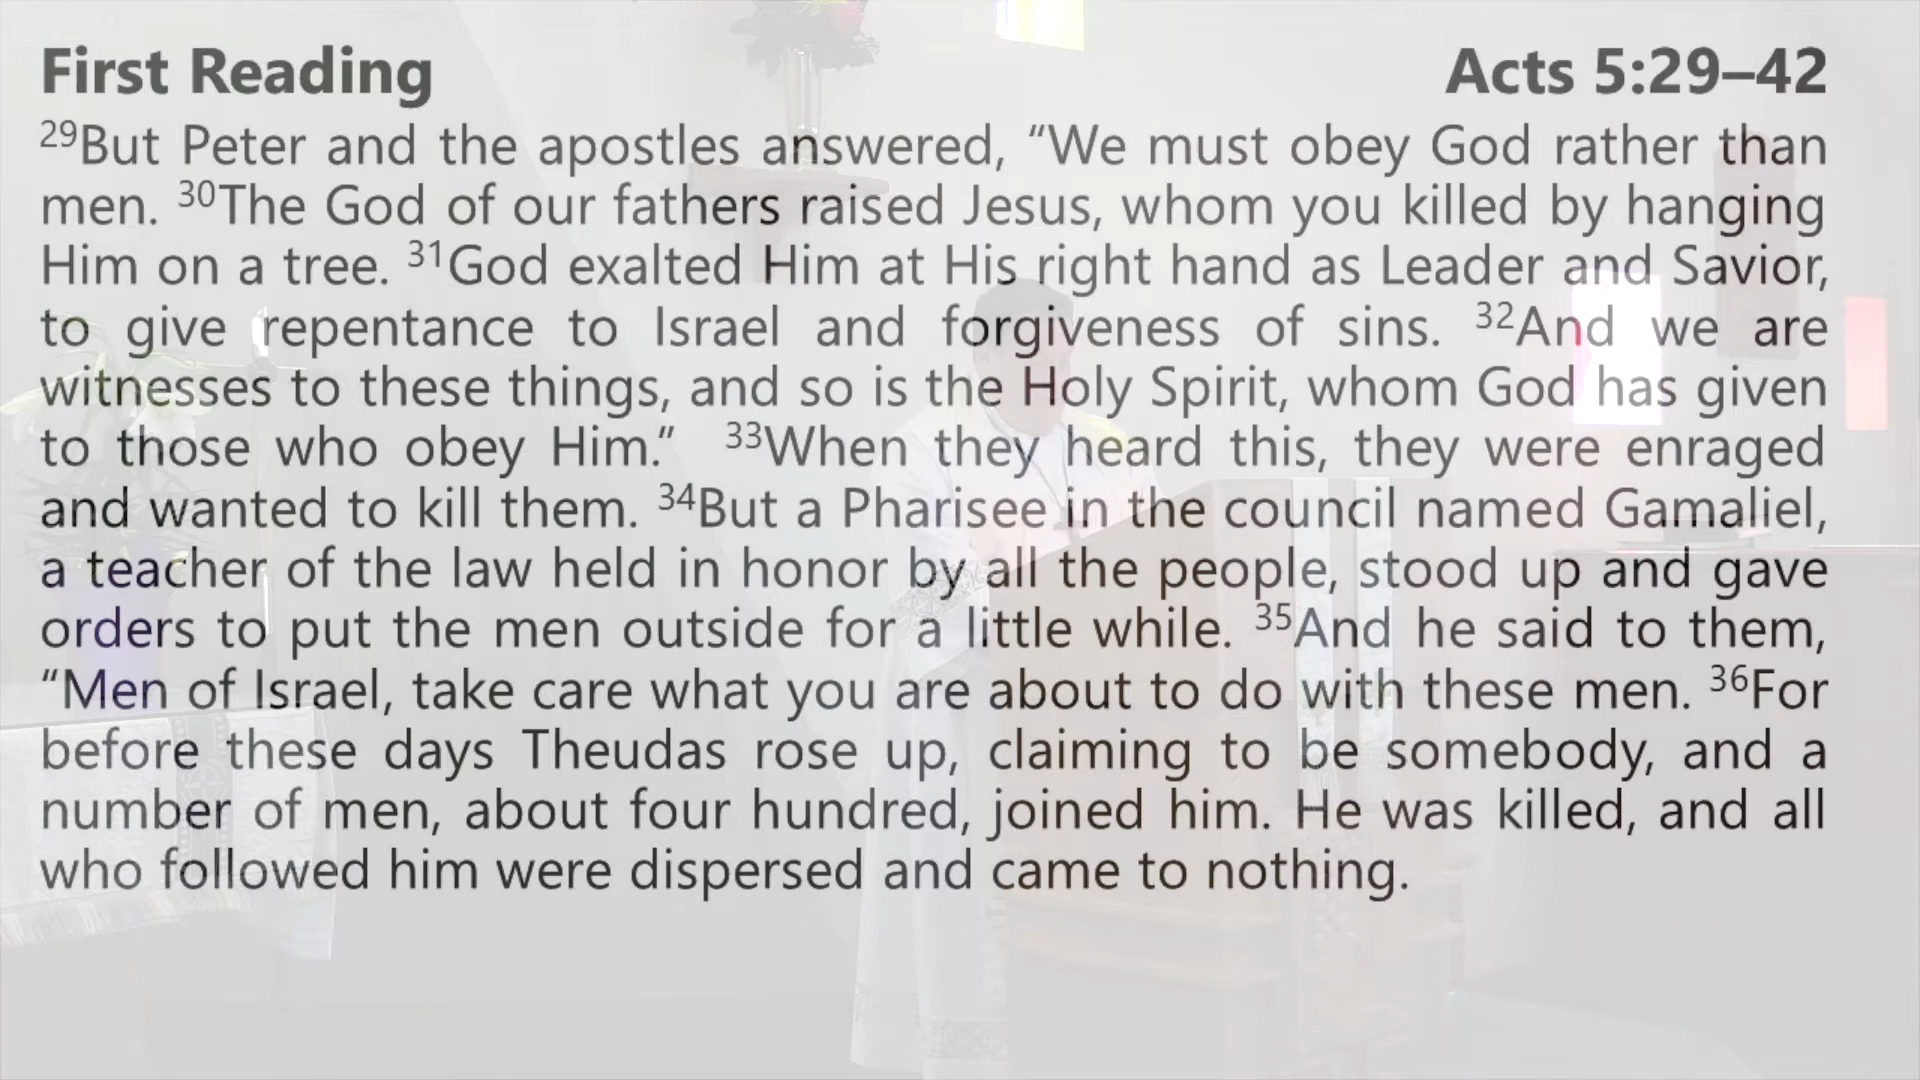 First Reading Acts 5:29–42
29But Peter and the apostles answered, “We must obey God rather than
men. 30The God of our fathers raised Jesus, whom you killed by hanging
Him on a tree. 31God exalted Him at His right hand as Leader and Savior,
to give repentance to Israel and forgiveness of sins. 32And we are
witnesses to these things, and so is the Holy Spirit, whom God has given
to those who obey Him.” 33When they heard this, they were enraged
and wanted to kill them. 34But a Pharisee in the council named Gamaliel,
a teacher of the law held in honor by all the people, stood up and gave
orders to put the men outside for a little while. 35And he said to them,
“Men of Israel, take care what you are about to do with these men. 36For
before these days Theudas rose up, claiming to be somebody, and a
number of men, about four hundred, joined him. He was killed, and all
who followed him were dispersed and came to nothing.